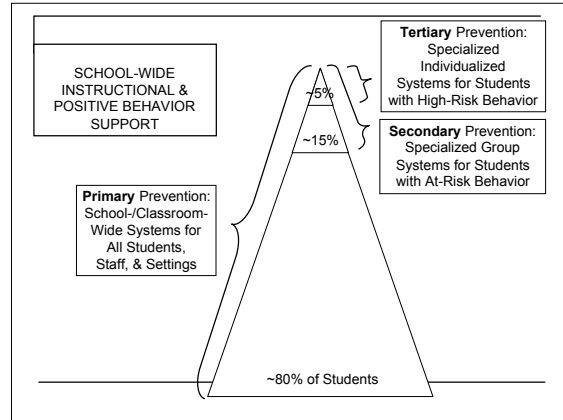 SCHOOL-WIDE
INSTRUCTIONAL &
POSITIVE BEHAVIOR
SUPPORT
Tertiary Prevention:
Specialized
Individualized
Systems for Students
with High-Risk Behavior
~5%
~15%
Secondary Prevention:
Specialized Group
Systems for Students
with At-Risk Behavior
Primary Prevention:
School-/Classroom-
Wide Systems for
All Students,
Staff, & Settings
~80% of Students